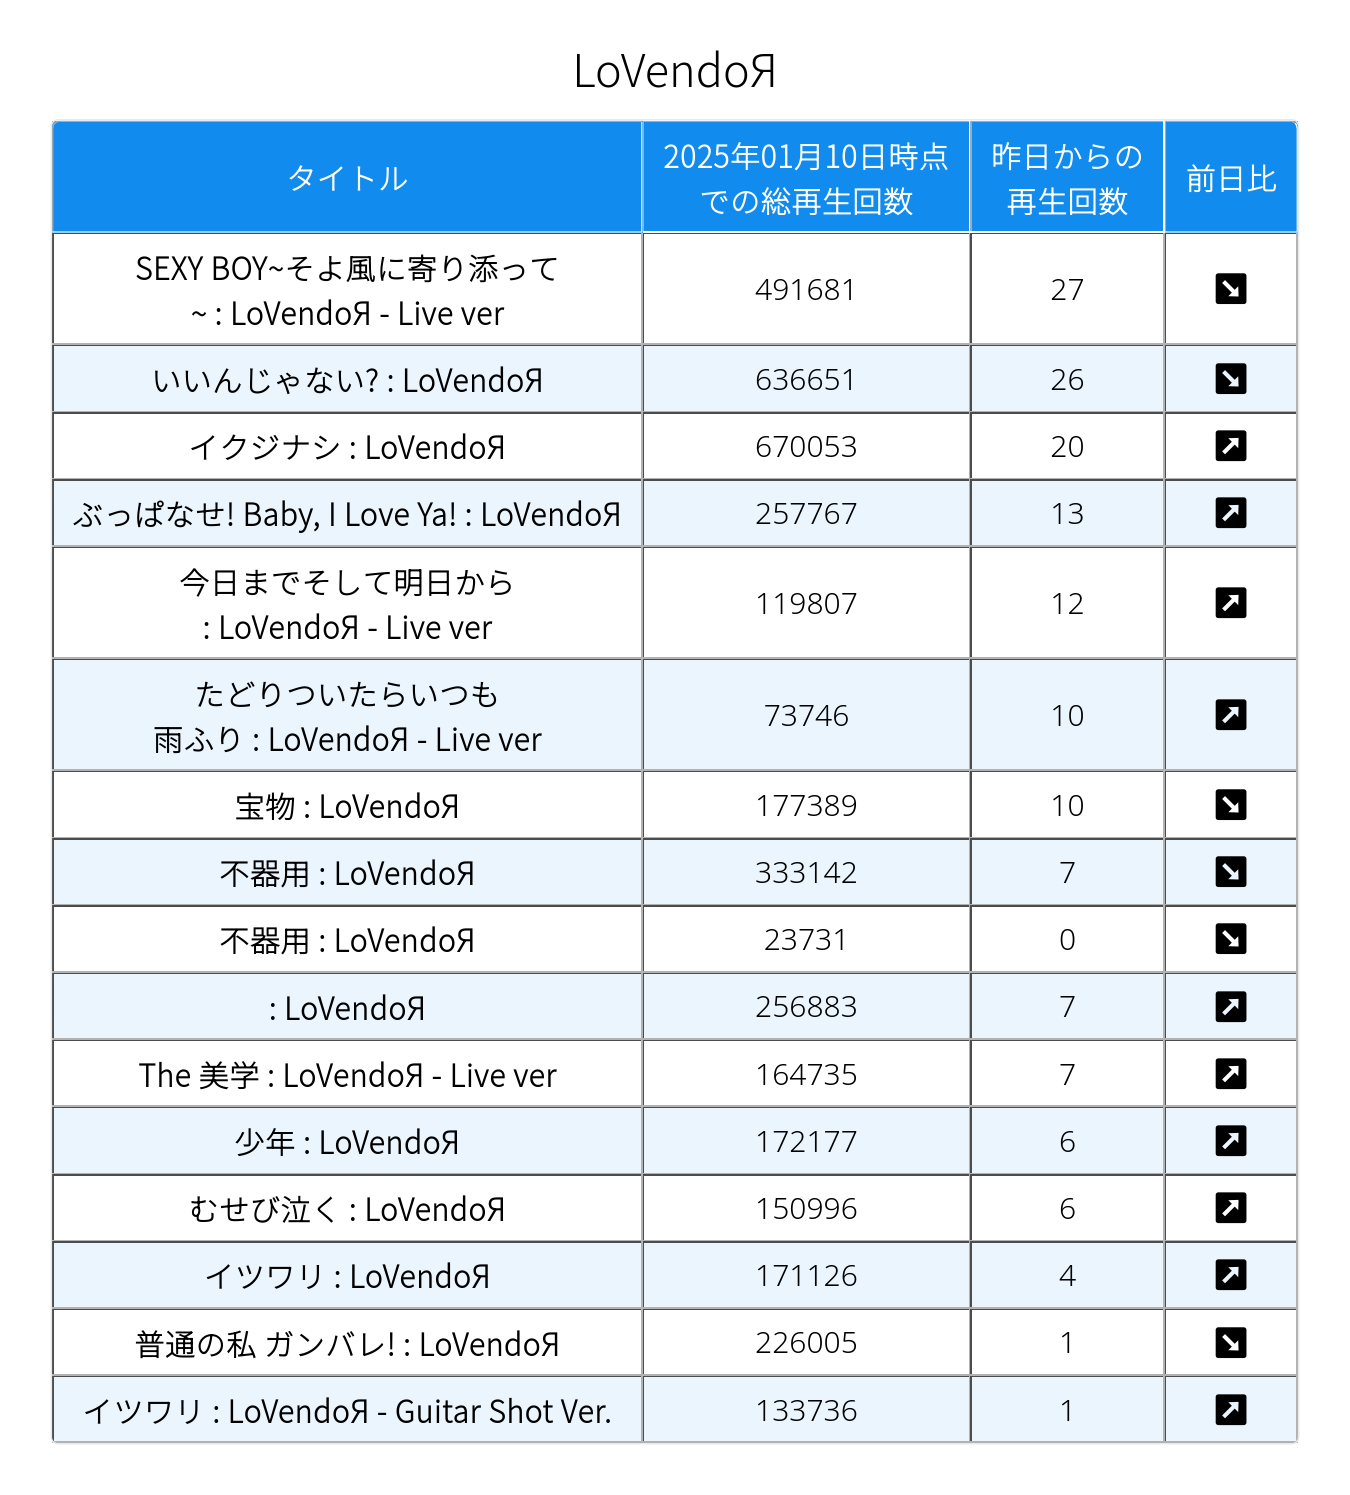 LoVendoЯ
タイトル
2025年01月10日時点
での総再生回数
昨日からの
再生回数
前日比
SEXY BOY~そよ風に寄り添って
~ : LoVendoЯ - Live ver
491681
27
いいんじゃない? : LoVendoЯ
636651
26
イクジナシ : LoVendoЯ
670053
20
ぶっぱなせ! Baby, I Love Ya! : LoVendoЯ
257767
13
今日までそして明日から
: LoVendoЯ - Live ver
119807
12
たどりついたらいつも
雨ふり : LoVendoЯ - Live ver
73746
10
宝物 : LoVendoЯ
177389
10
不器用 : LoVendoЯ
333142
7
不器用 : LoVendoЯ
23731
0
: LoVendoЯ
256883
7
The 美学 : LoVendoЯ - Live ver
164735
7
少年 : LoVendoЯ
172177
6
むせび泣く : LoVendoЯ
150996
6
イツワリ : LoVendoЯ
171126
4
普通の私 ガンバレ! : LoVendoЯ
226005
1
イツワリ : LoVendoЯ - Guitar Shot Ver.
133736
1